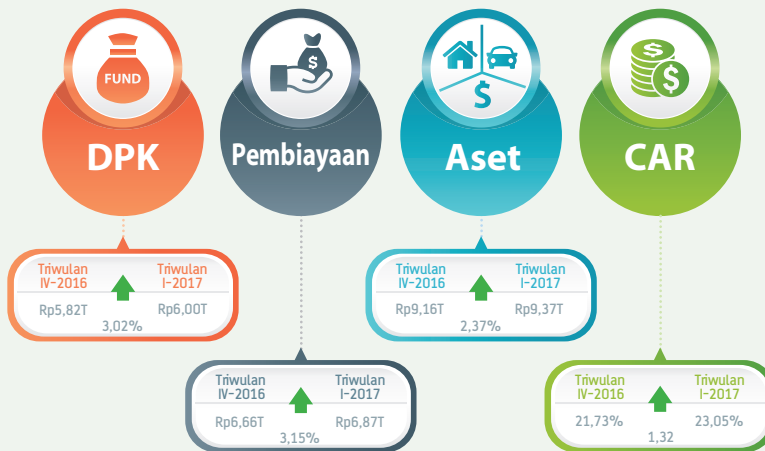 FUND
$
$
$ $
DPK
Pembiayaan
Aset
CAR
Triwulan IV-2016
Triwulan I-2017
Rp5,82T
Rp6,00T
3,02%
Triwulan IV-2016
Triwulan I-2017
Rp6,66T
Rp6,87T
3,15%
Triwulan IV-2016
Triwulan I-2017
Rp9,16T
Rp9,37T
2,37%
Triwulan IV-2016
Triwulan I-2017
21,73%
23,05%
1,32